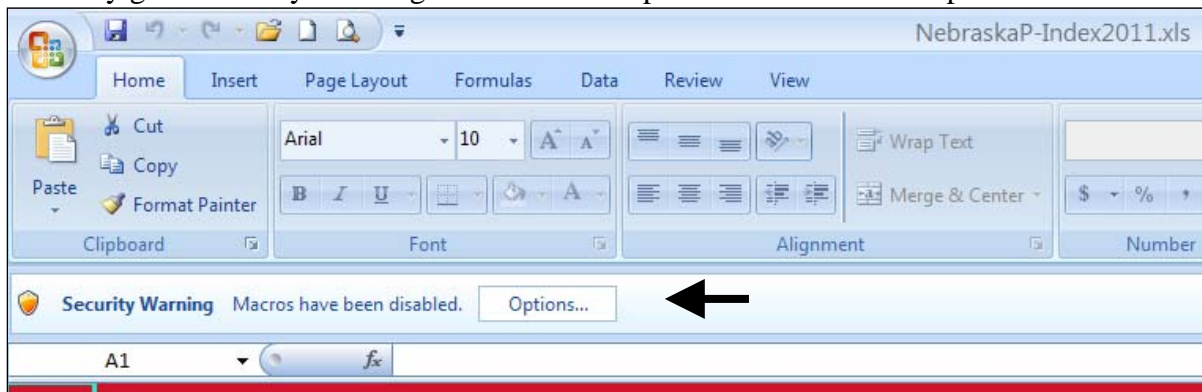 NebraskaP-Index2011.xls
Home Insert Page Layout Formulas Data Review View
Cut
Copy
Paste
Format Painter
Arial 10 A A
B I U A
Wrap Text
Merge & Center
$ % ,
Clipboard Font Alignment Number
Security Warning Macros have been disabled. Options...
A1 fx